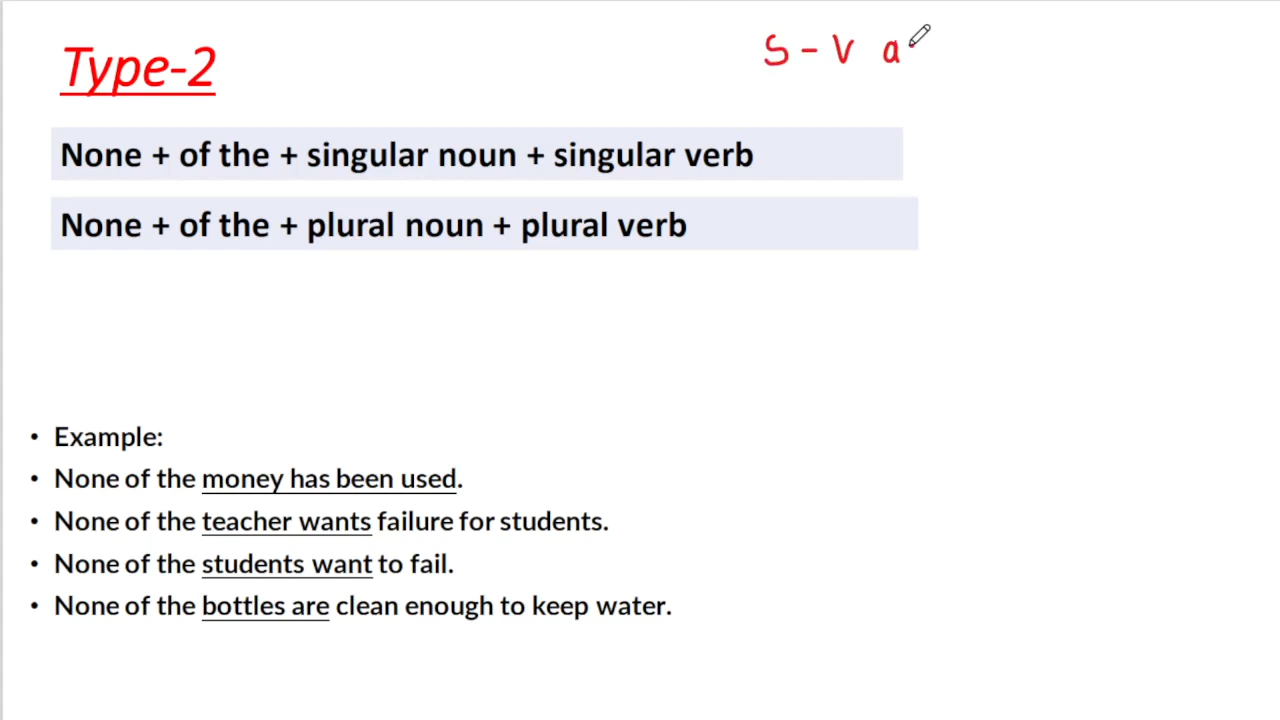 Type-2
S - V a
None + of the + singular noun + singular verb
None + of the + plural noun + plural verb
• Example:
• None of the money has been used.
• None of the teacher wants failure for students.
• None of the students want to fail.
• None of the bottles are clean enough to keep water.